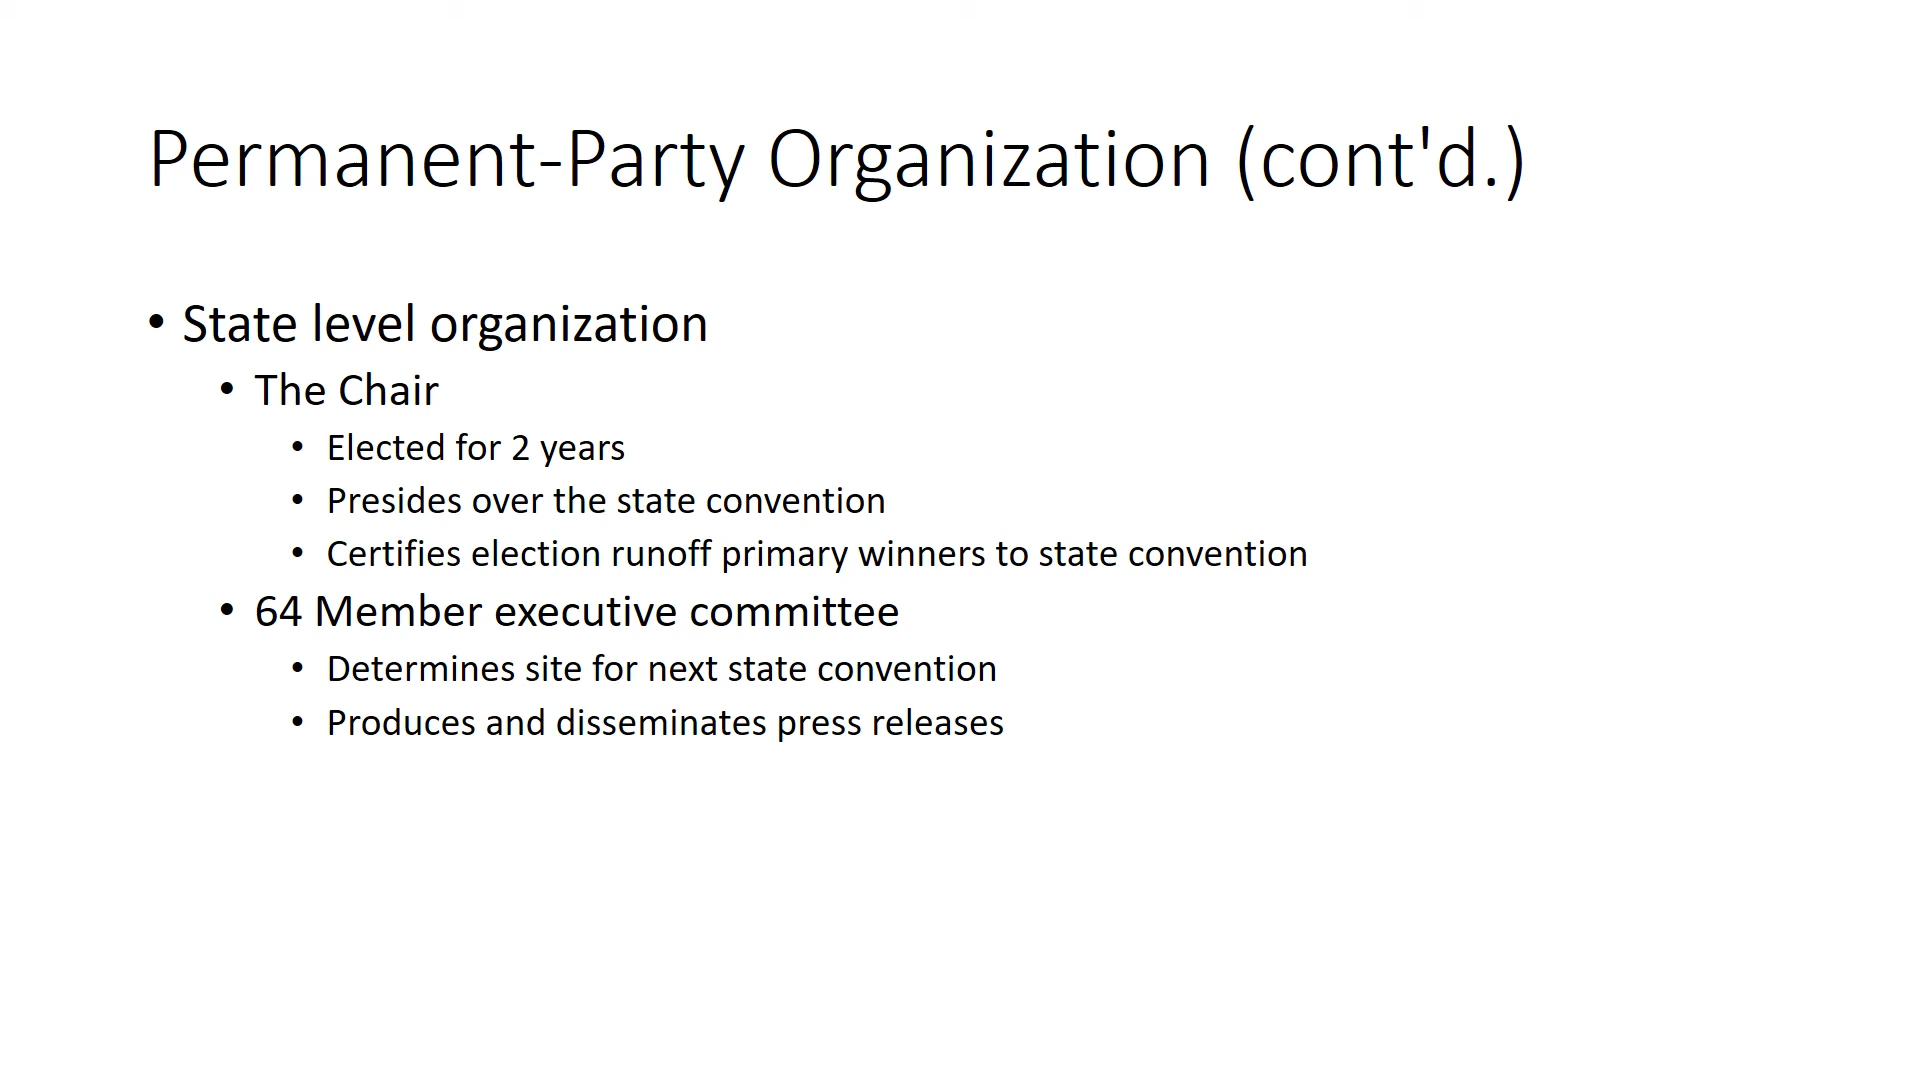 Permanent-Party Organization (cont'd.)
• State level organization
• The Chair
• Elected for 2 years
• Presides over the state convention
• Certifies election runoff primary winners to state convention
• 64 Member executive committee
• Determines site for next state convention
• Produces and disseminates press releases